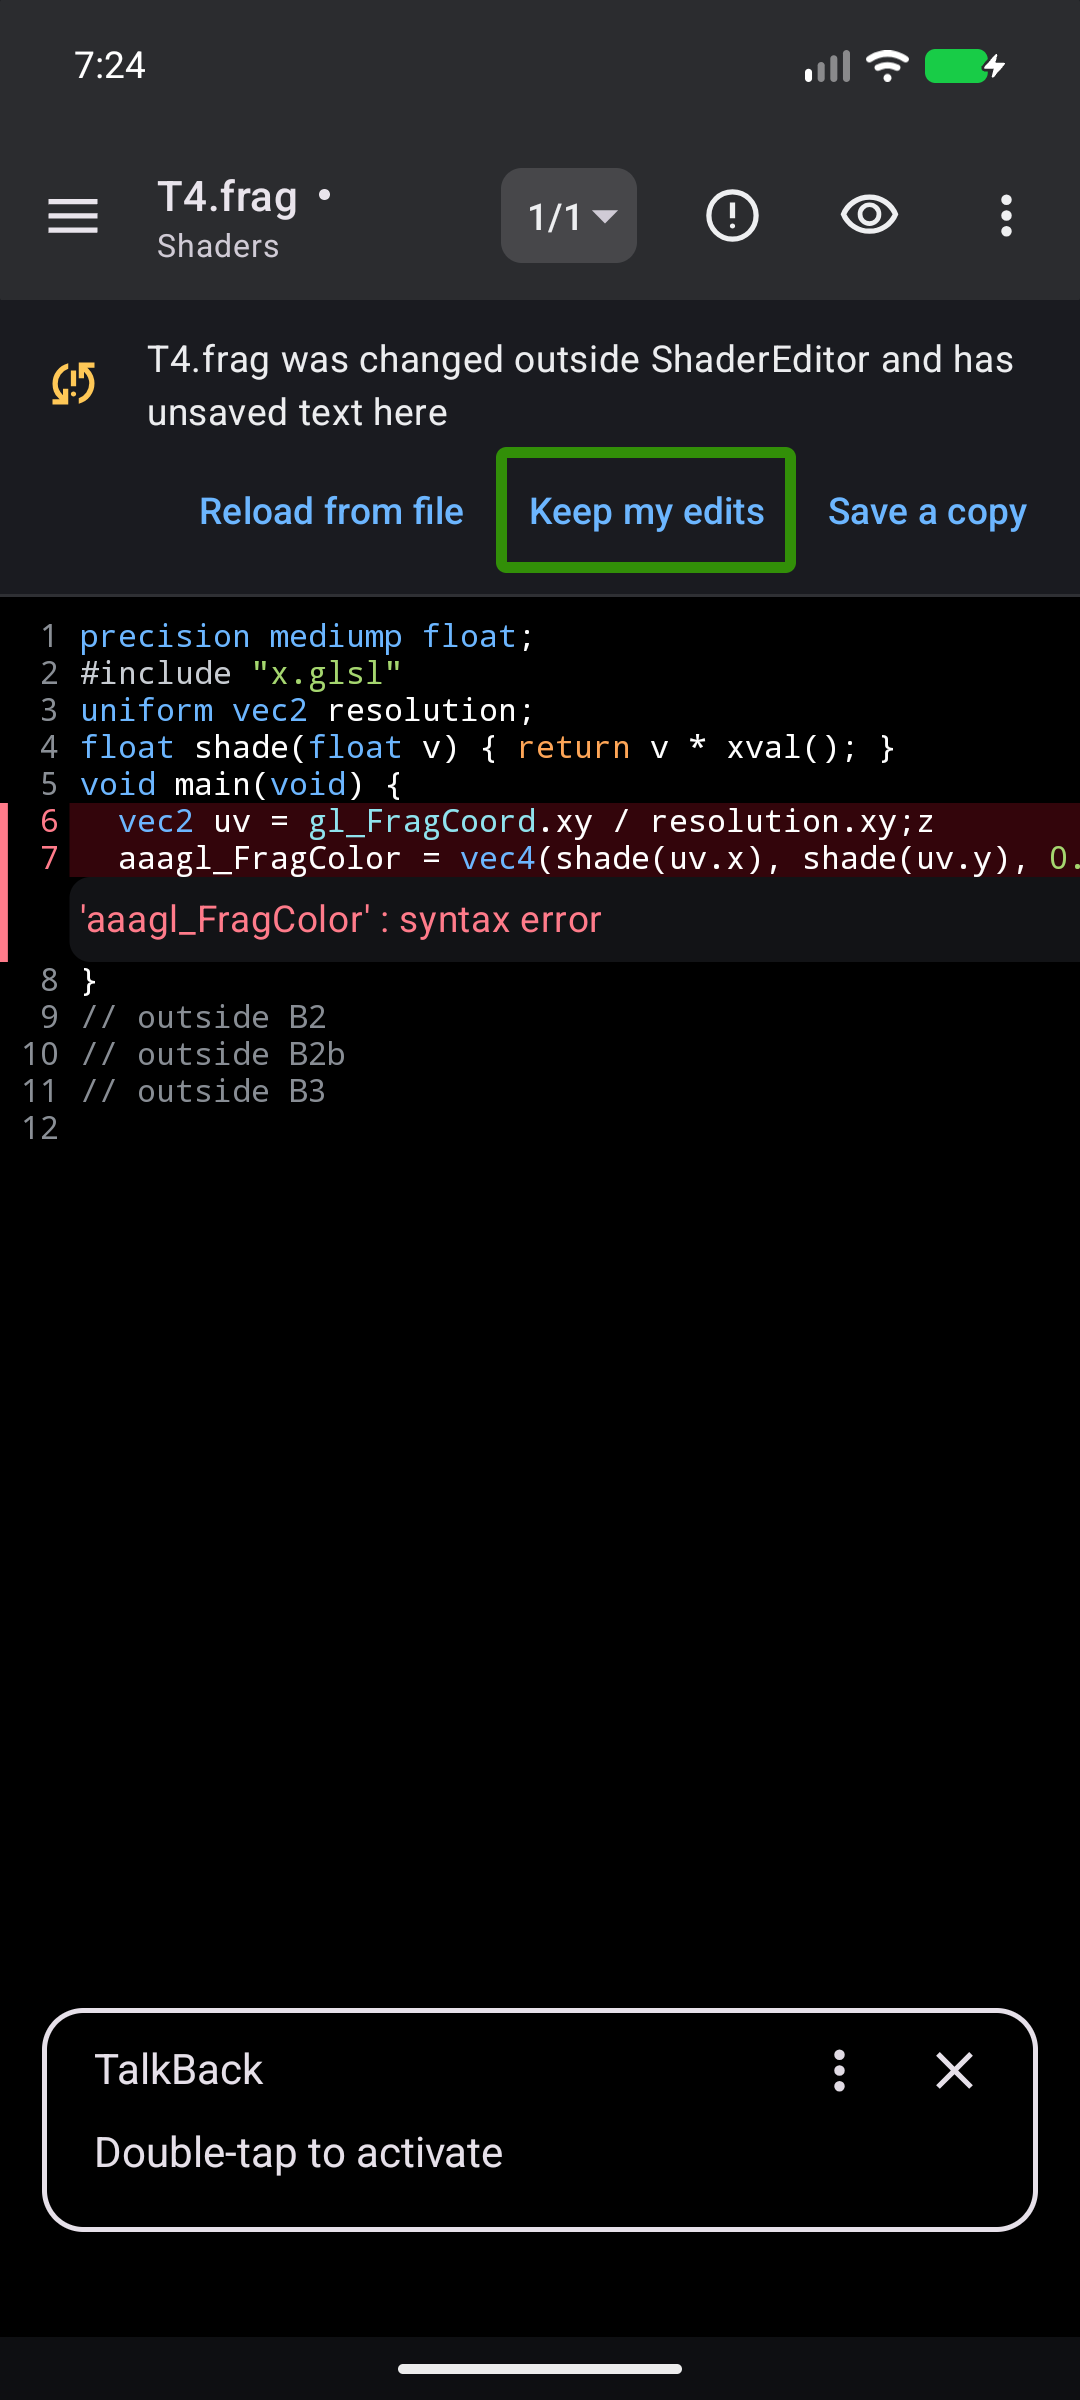 7:24
T4.frag •
Shaders
1/1
T4.frag was changed outside ShaderEditor and has
unsaved text here
Reload from file Keep my edits Save a copy
1 precision mediump float;
2 #include "x.glsl"
3 uniform vec2 resolution;
4 float shade(float v) { return v * xval(); }
5 void main(void) {
6 vec2 uv = gl_FragCoord.xy / resolution.xy;z
7 aaagl_FragColor = vec4(shade(uv.x), shade(uv.y), 0.
'aaagl_FragColor' : syntax error
8 }
9 // outside B2
10 // outside B2b
11 // outside B3
12
TalkBack
Double-tap to activate